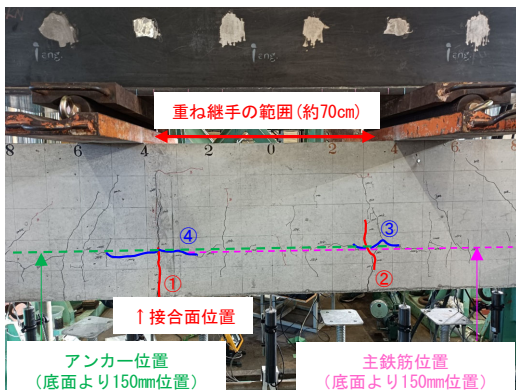 ieng.
ieng.
ieng.
重ね継手の範囲(約70cm)
8 6 4 2 0 2 4 6 8
④
③
①
②
↑接合面位置
アンカー位置
(底面より150mm位置)
主鉄筋位置
(底面より150mm位置)